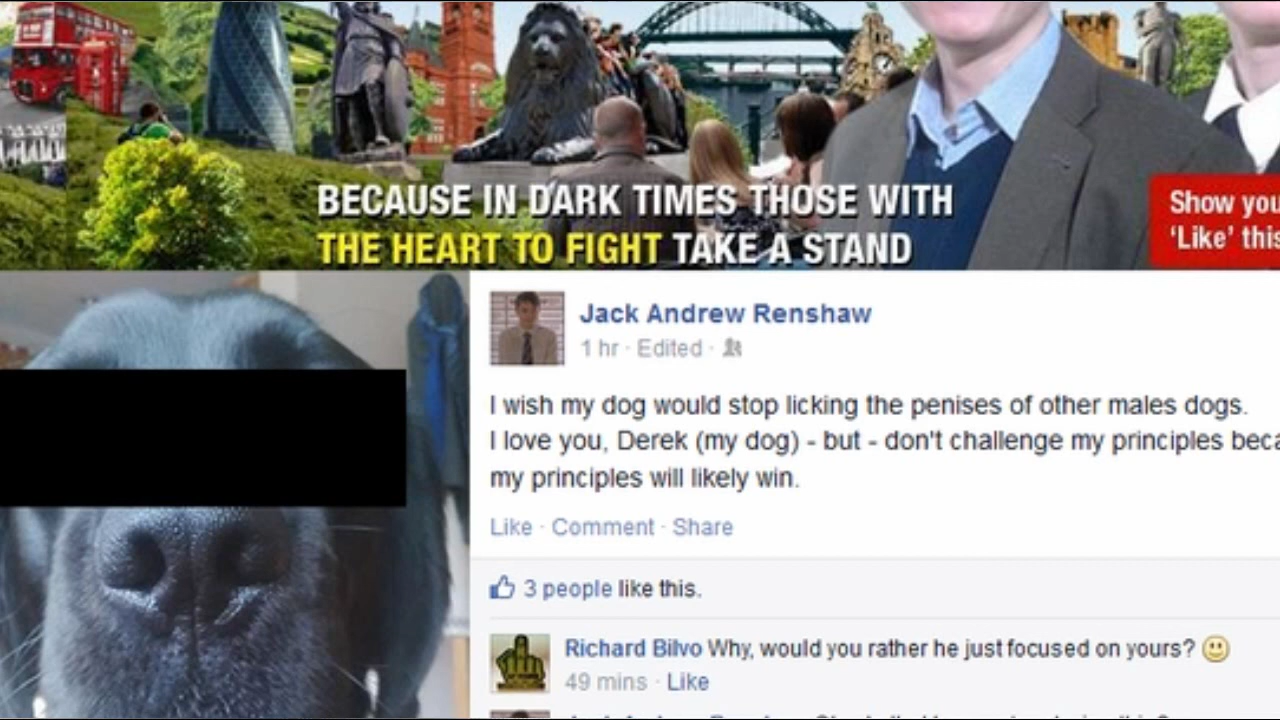 BECAUSE IN DARK TIMES THOSE WITH
THE HEART TO FIGHT TAKE A STAND
Show you
'Like' this
Jack Andrew Renshaw
1 hr · Edited ·
I wish my dog would stop licking the penises of other males dogs.
I love you, Derek (my dog) - but - don't challenge my principles beca
my principles will likely win.
Like · Comment · Share
3 people like this.
Richard Bilvo Why, would you rather he just focused on yours?
49 mins · Like